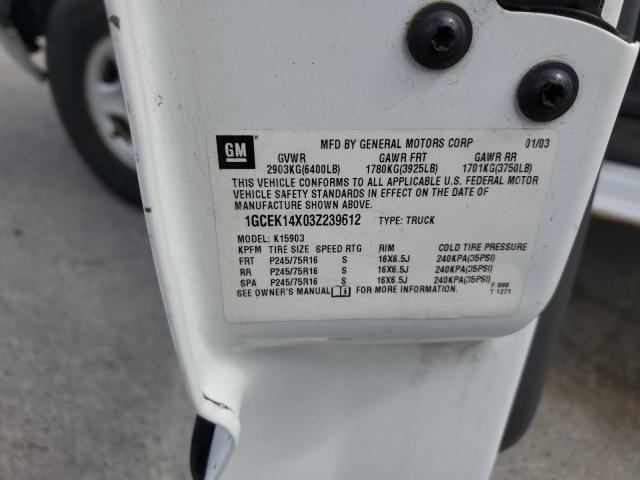 GM MFD BY GENERAL MOTORS CORP 01/03
GVWR GAWR FRT GAWR RR
2903KG(6400LB) 1780KG(3925LB) 1701KG(3750LB)
THIS VEHICLE CONFORMS TO ALL APPLICABLE U.S. FEDERAL MOTOR
VEHICLE SAFETY STANDARDS IN EFFECT ON THE DATE OF
MANUFACTURE SHOWN ABOVE.
1GCEK14X03Z239612 TYPE: TRUCK
MODEL: K15903
KPFM TIRE SIZE SPEED RTG RIM COLD TIRE PRESSURE
FRT P245/75R16 S 16X6.5J 240KPA(35PSI)
RR P245/75R16 S 16X6.5J 240KPA(35PSI)
SPA P245/75R16 S 16X6.5J 240KPA(35PSI)
SEE OWNER'S MANUAL FOR MORE INFORMATION.
T 1271